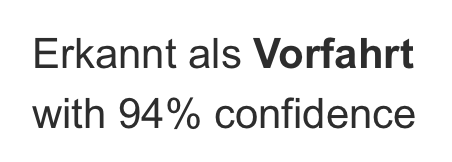 Erkannt als Vorfahrt
with 94% confidence